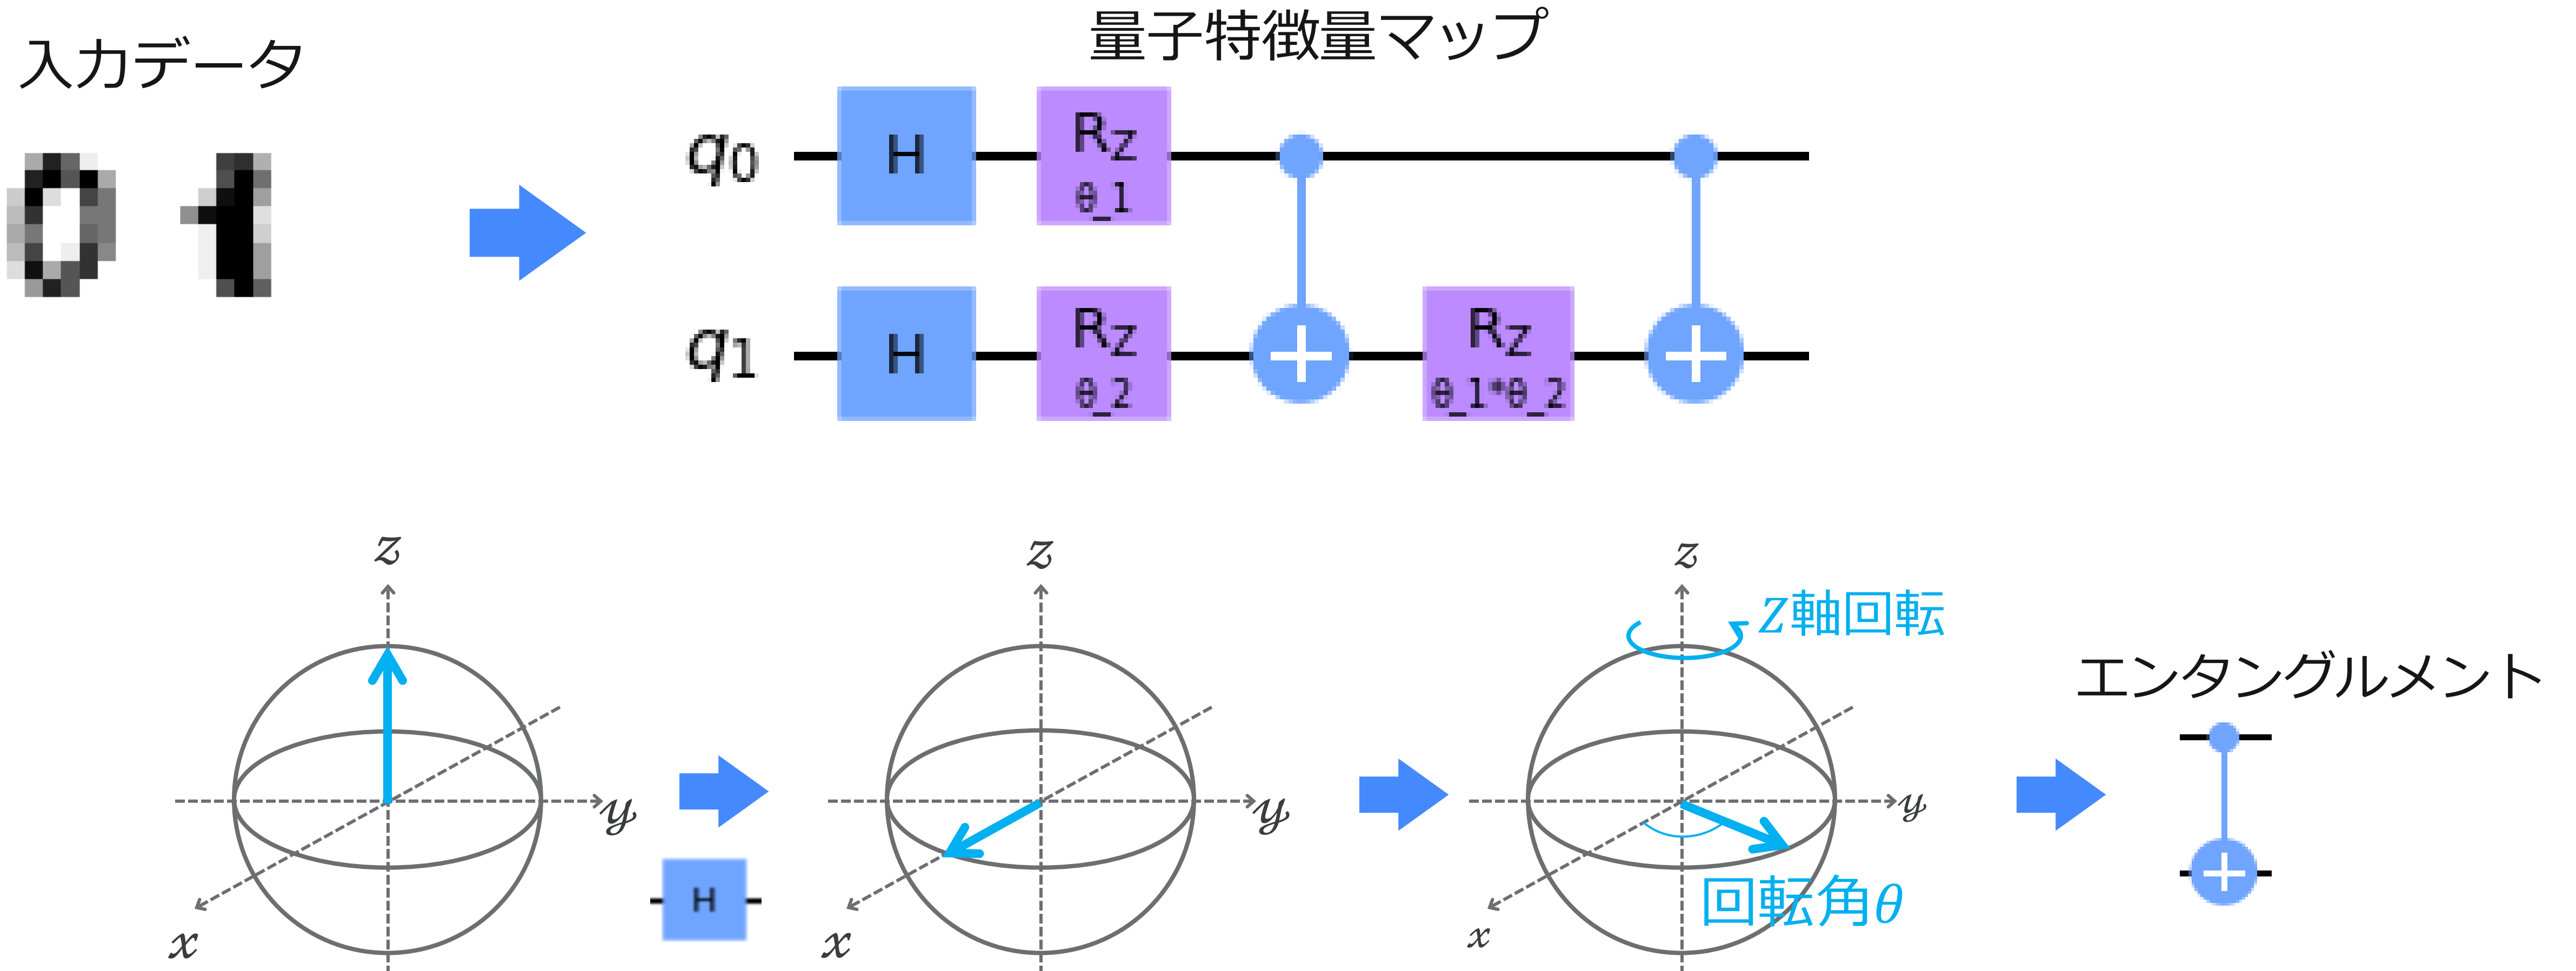 量子特徴量マップ
入力データ
0 1
q0 H RZ θ_1
q1 H RZ θ_2 RZ θ_1*θ_2
z
y
x
H
z
y
x
z
Z軸回転
y
x
回転角θ
エンタングルメント